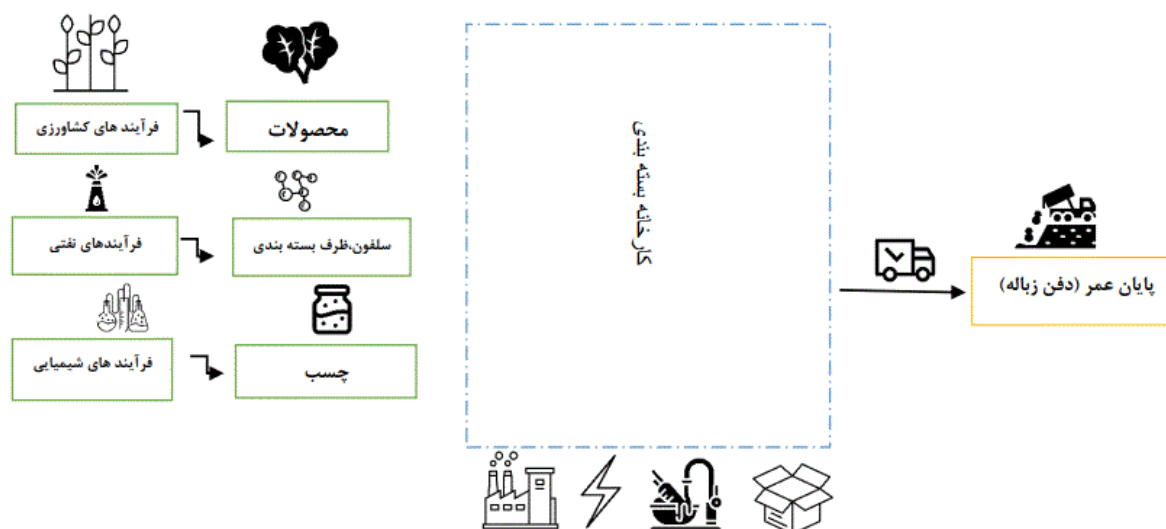 فرآیند های کشاورزی
محصولات
فرآیندهای نفتی
سلفون،ظرف بسته بندی
فرآیند های شیمیایی
چسب
کارخانه بسته بندی
پایان عمر (دفن زباله)